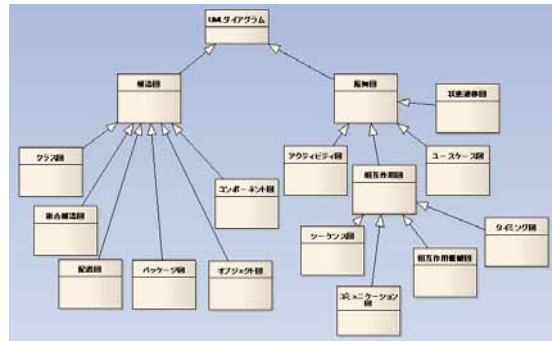 UMLダイアグラム
構造図
振舞図
状態遷移図
クラス図
アクティビティ図
相互作用図
ユースケース図
コンポーネント図
複合構造図
シーケンス図
タイミング図
配置図
パッケージ図
オブジェクト図
相互作用概観図
コミュニケーション
図